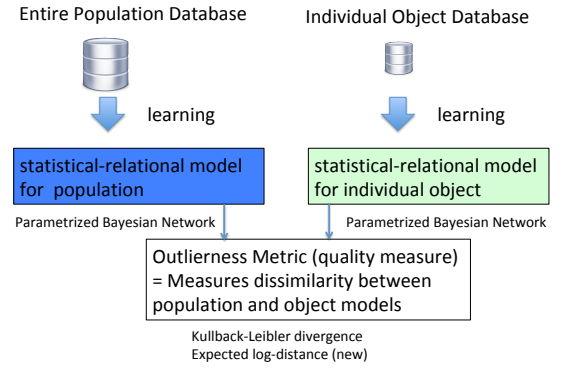 Entire Population Database
Individual Object Database
learning
learning
statistical-relational model
for population
statistical-relational model
for individual object
Parametrized Bayesian Network
Parametrized Bayesian Network
Outlierness Metric (quality measure)
= Measures dissimilarity between
population and object models
Kullback-Leibler divergence
Expected log-distance (new)